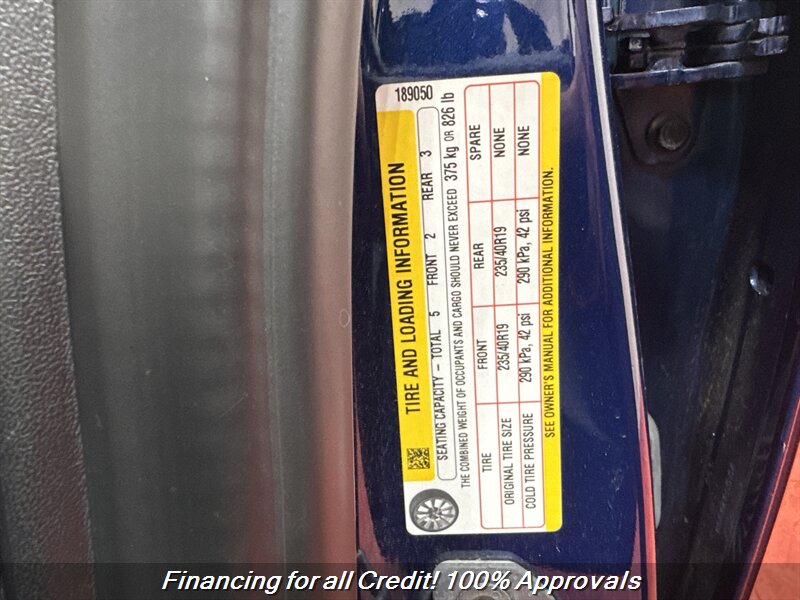 189050
TIRE AND LOADING INFORMATION
SEATING CAPACITY – TOTAL 5 FRONT 2 REAR 3
THE COMBINED WEIGHT OF OCCUPANTS AND CARGO SHOULD NEVER EXCEED 375 kg OR 826 lb
TIRE FRONT REAR SPARE
ORIGINAL TIRE SIZE 235/40R19 235/40R19 NONE
COLD TIRE PRESSURE 290 kPa, 42 psi 290 kPa, 42 psi NONE
SEE OWNER'S MANUAL FOR ADDITIONAL INFORMATION.
Financing for all Credit! 100% Approvals